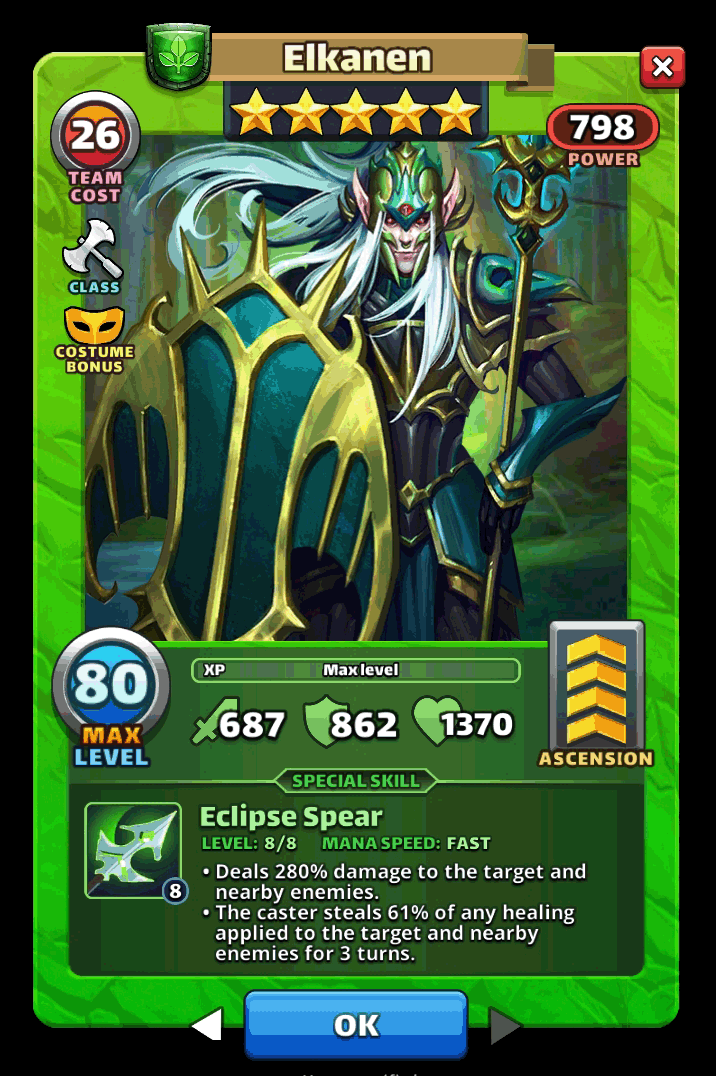 Elkanen
26
TEAM
COST
798
POWER
CLASS
COSTUME
BONUS
80
MAX
LEVEL
XP
Max level
687
862
1370
ASCENSION
SPECIAL SKILL
Eclipse Spear
LEVEL: 8/8 MANA SPEED: FAST
8
• Deals 280% damage to the target and
nearby enemies.
• The caster steals 61% of any healing
applied to the target and nearby
enemies for 3 turns.
OK